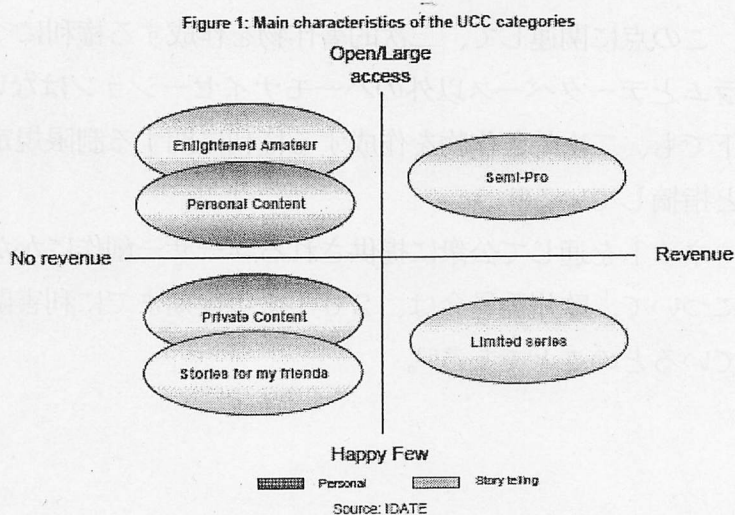 Figure 1: Main characteristics of the UCC categories
Open/Large
access
Enlightened Amateur
Semi-Pro
Personal Content
No revenue
Revenue
Private Content
Limited series
Stories for my friends
Happy Few
Personal
Story telling
Source: IDATE